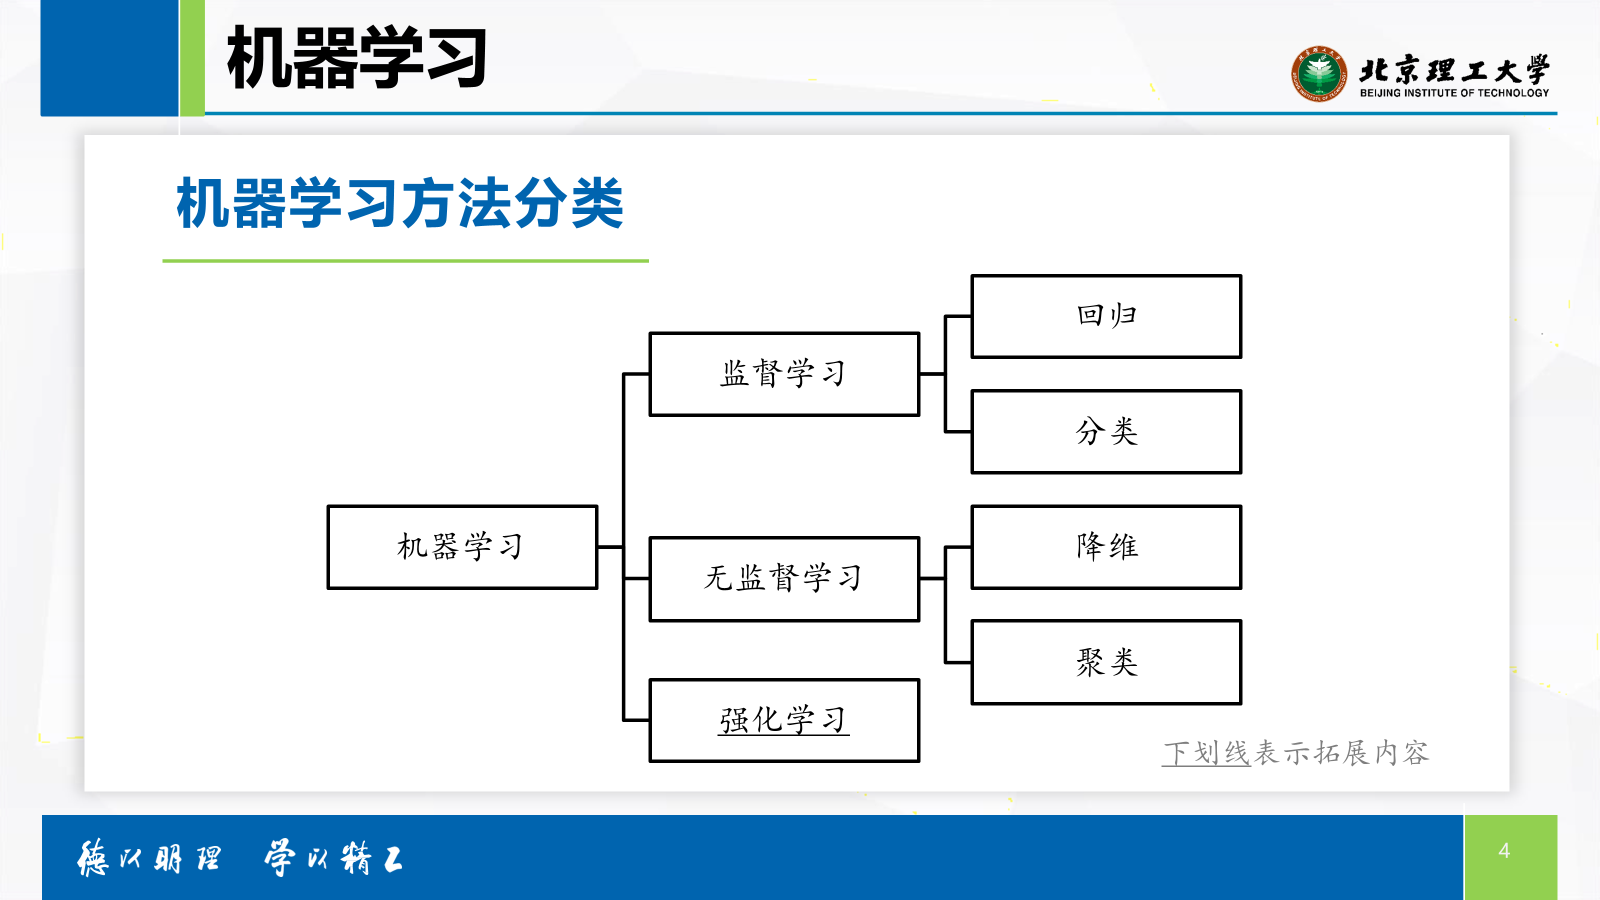 机器学习
北京理工大学
BEIJING INSTITUTE OF TECHNOLOGY
机器学习方法分类
回归
监督学习
分类
机器学习
降维
无监督学习
聚类
强化学习
下划线表示拓展内容
德以明理 学以精工
4